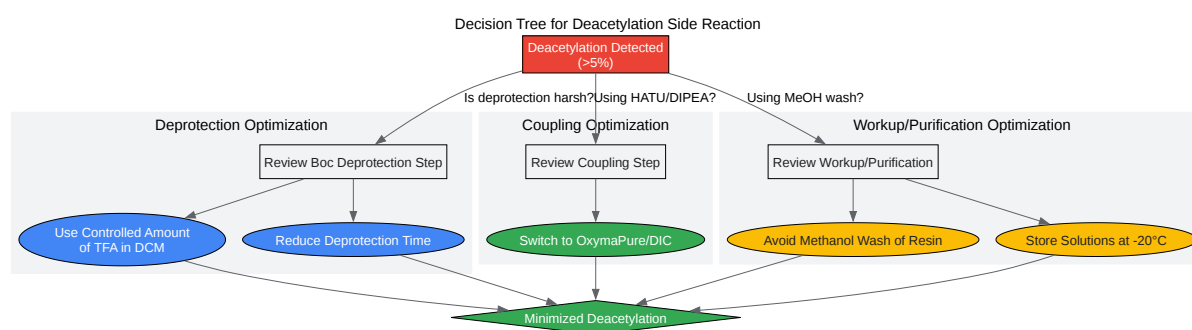 Decision Tree for Deacetylation Side Reaction
Deacetylation Detected
(>5%)
Is deprotection harsh?
Using HATU/DIPEA?
Using MeOH wash?
Deprotection Optimization
Coupling Optimization
Workup/Purification Optimization
Review Boc Deprotection Step
Review Coupling Step
Review Workup/Purification
Use Controlled Amount
of TFA in DCM
Reduce Deprotection Time
Switch to OxymaPure/DIC
Avoid Methanol Wash of Resin
Store Solutions at -20°C
Minimized Deacetylation